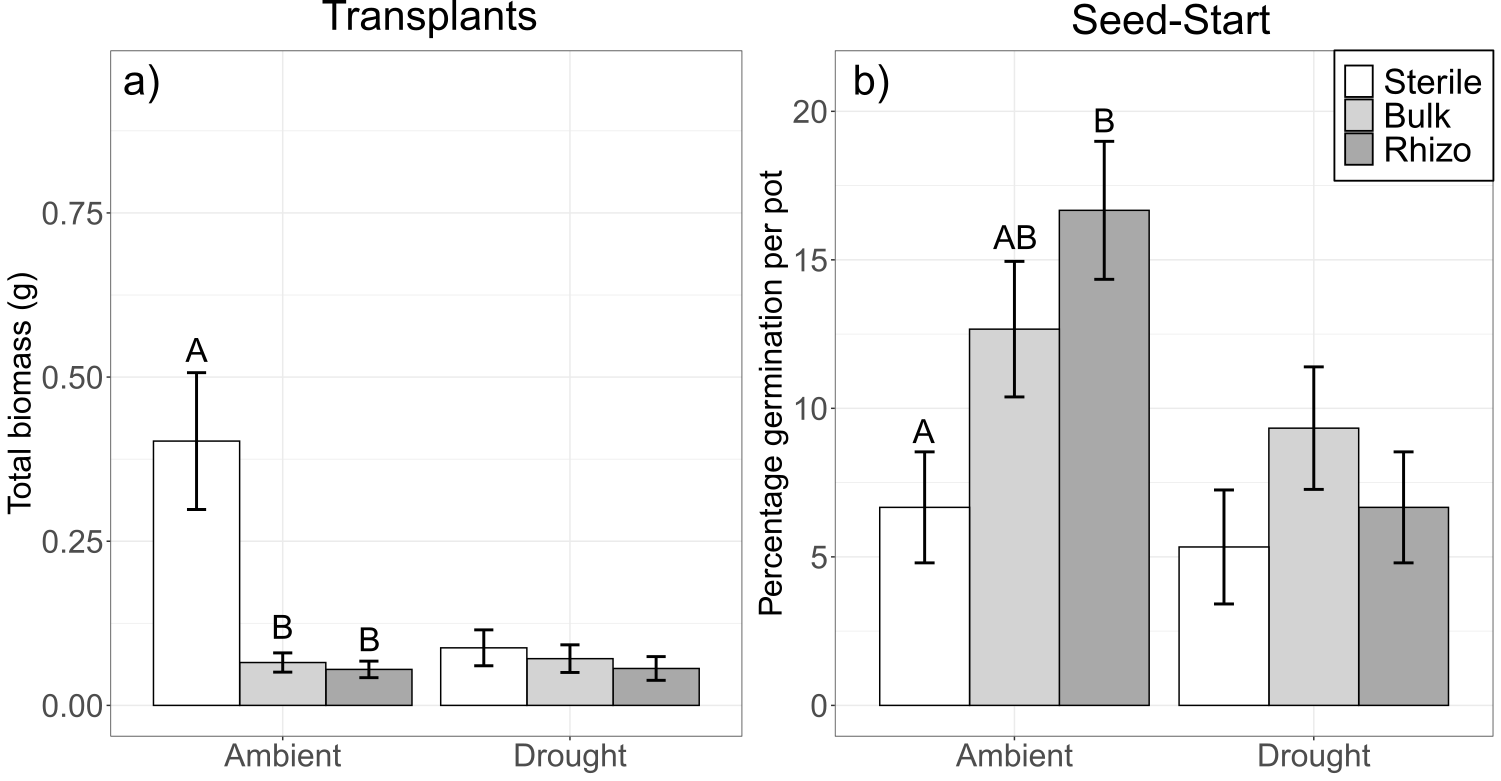 Transplants
a)
Total biomass (g)
0.75
0.50
0.25
0.00
A
B
B
Ambient
Drought
Seed-Start
b)
Sterile
Bulk
Rhizo
Percentage germination per pot
20
15
10
5
0
A
AB
B
Ambient
Drought